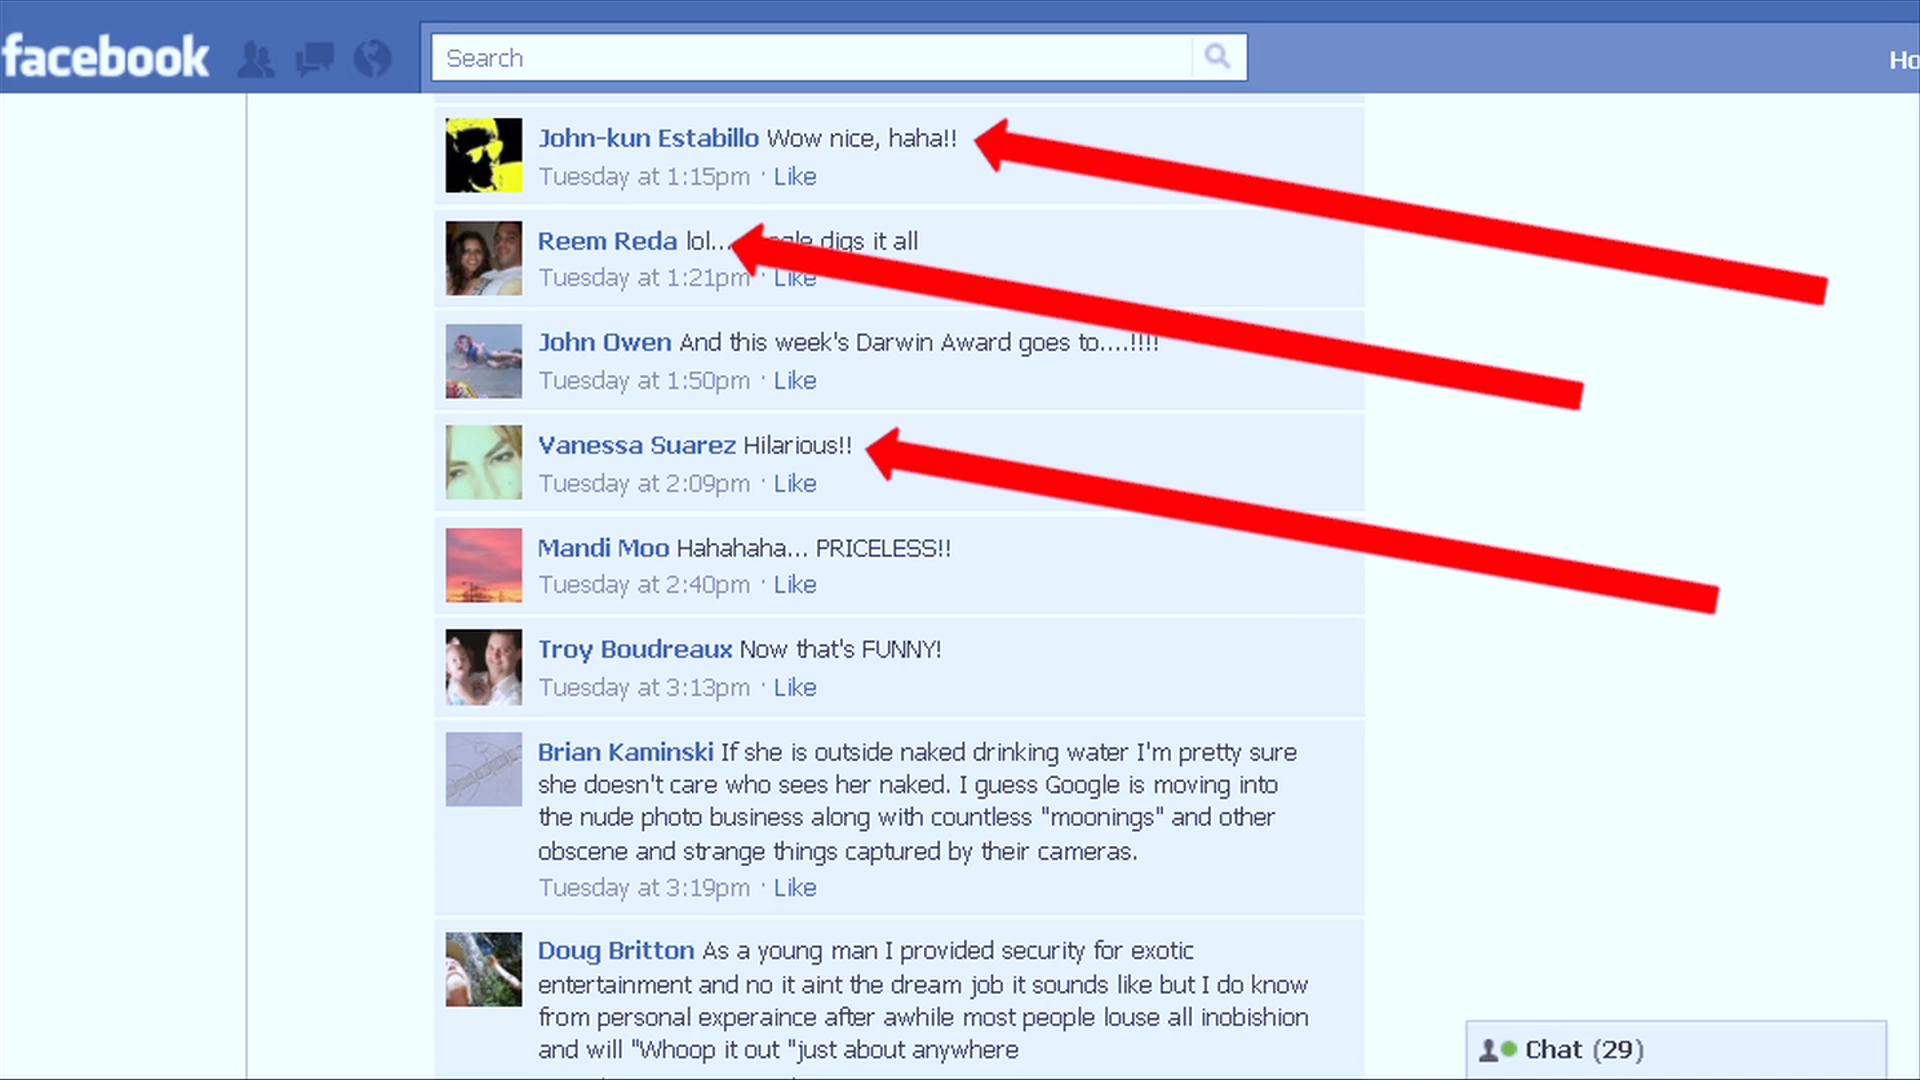 facebook
Search
Ho
John-kun Estabillo Wow nice, haha!!
Tuesday at 1:15pm · Like
Reem Reda lol... digs it all
Tuesday at 1:21pm · Like
John Owen And this week's Darwin Award goes to....!!!!
Tuesday at 1:50pm · Like
Vanessa Suarez Hilarious!!
Tuesday at 2:09pm · Like
Mandi Moo Hahahaha... PRICELESS!!
Tuesday at 2:40pm · Like
Troy Boudreaux Now that's FUNNY!
Tuesday at 3:13pm · Like
Brian Kaminski If she is outside naked drinking water I'm pretty sure
she doesn't care who sees her naked. I guess Google is moving into
the nude photo business along with countless "moonings" and other
obscene and strange things captured by their cameras.
Tuesday at 3:19pm · Like
Doug Britton As a young man I provided security for exotic
entertainment and no it aint the dream job it sounds like but I do know
from personal experaince after awhile most people louse all inobishion
and will "Whoop it out "just about anywhere
Chat (29)